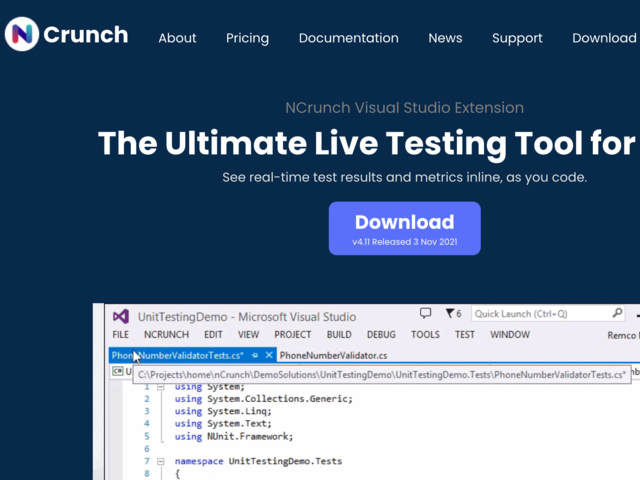 N Crunch
About Pricing Documentation News Support Download
NCrunch Visual Studio Extension
The Ultimate Live Testing Tool for
See real-time test results and metrics inline, as you code.
Download
v4.11 Released 3 Nov 2021
UnitTestingDemo - Microsoft Visual Studio
6
Quick Launch (Ctrl+Q)
FILE NCRUNCH EDIT VIEW PROJECT BUILD DEBUG TOOLS TEST WINDOW Remco
PhoneNumberValidatorTests.cs* PhoneNumberValidator.cs
U
C:\Projects\home\nCrunch\DemoSolutions\UnitTestingDemo\UnitTestingDemo.Tests\PhoneNumberValidatorTests.cs*
1 using System;
2 using System.Collections.Generic;
3 using System.Linq;
4 using System.Text;
5 using NUnit.Framework;
6
7 namespace UnitTestingDemo.Tests
8 {